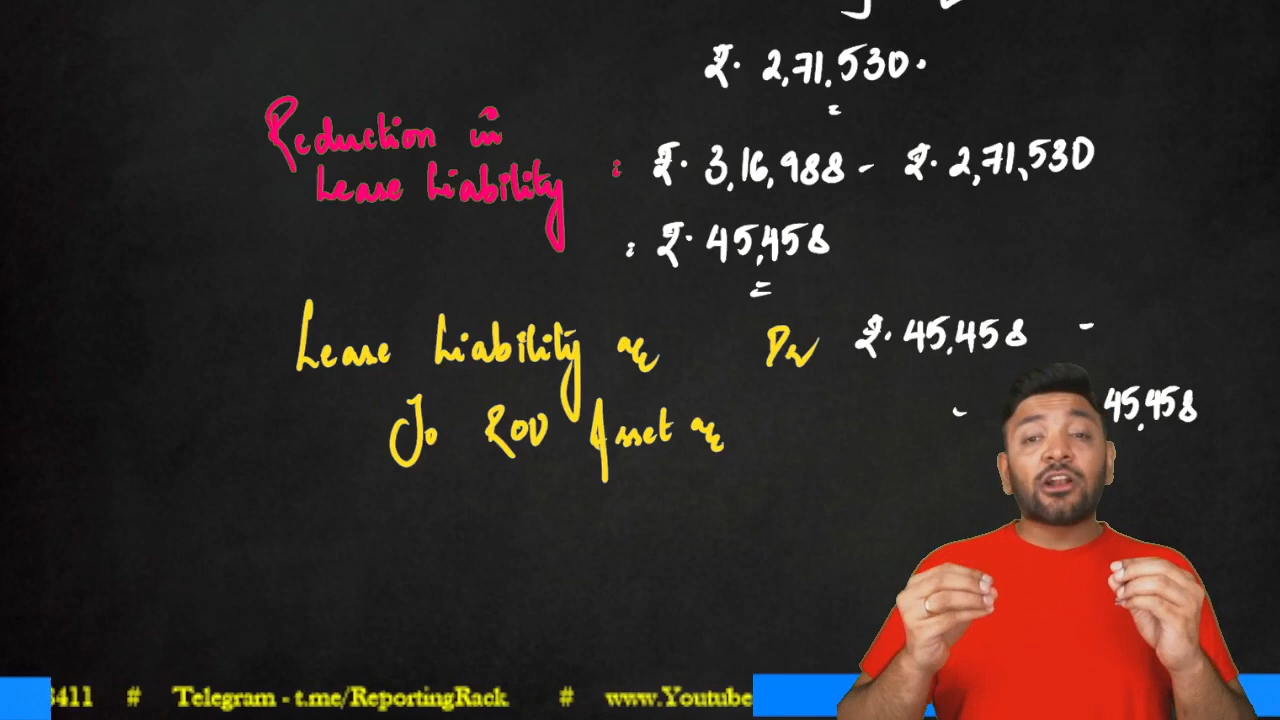 ₹. 2,71,530.
Reduction in
Lease Liability : ₹. 3,16,988 - ₹. 2,71,530
: ₹. 45,458
Lease Liability a/c Dr ₹. 45,458 -
To ROU Asset a/c - 45,458
8411 # Telegram - t.me/ReportingRack # www.Youtube